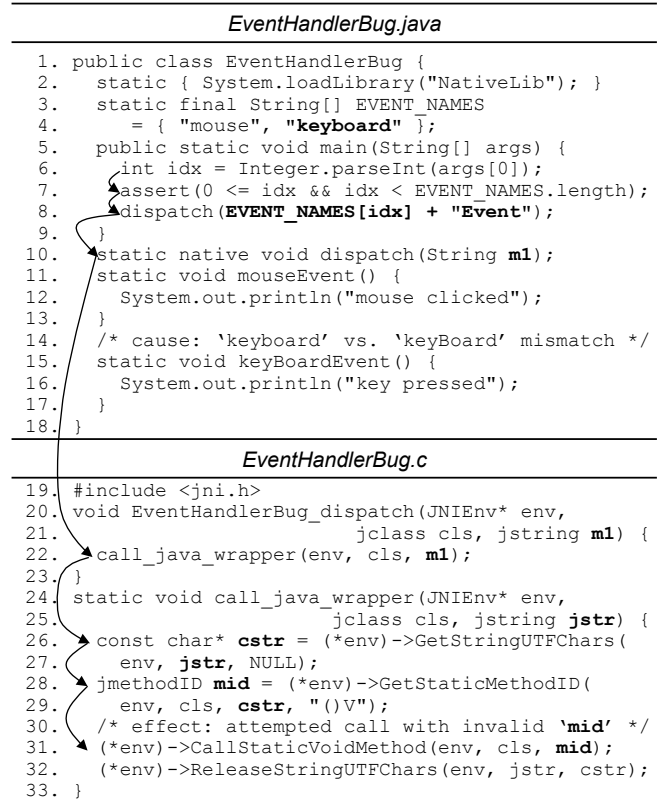 EventHandlerBug.java
1. public class EventHandlerBug {
2. static { System.loadLibrary("NativeLib"); }
3. static final String[] EVENT_NAMES
4. = { "mouse", "keyboard" };
5. public static void main(String[] args) {
6. int idx = Integer.parseInt(args[0]);
7. assert(0 <= idx && idx < EVENT_NAMES.length);
8. dispatch(EVENT_NAMES[idx] + "Event");
9. }
10. static native void dispatch(String m1);
11. static void mouseEvent() {
12. System.out.println("mouse clicked");
13. }
14. /* cause: ‘keyboard’ vs. ‘keyBoard’ mismatch */
15. static void keyBoardEvent() {
16. System.out.println("key pressed");
17. }
18. }
EventHandlerBug.c
19. #include <jni.h>
20. void EventHandlerBug_dispatch(JNIEnv* env,
21. jclass cls, jstring m1) {
22. call_java_wrapper(env, cls, m1);
23. }
24. static void call_java_wrapper(JNIEnv* env,
25. jclass cls, jstring jstr) {
26. const char* cstr = (*env)->GetStringUTFChars(
27. env, jstr, NULL);
28. jmethodID mid = (*env)->GetStaticMethodID(
29. env, cls, cstr, "()V");
30. /* effect: attempted call with invalid ‘mid’ */
31. (*env)->CallStaticVoidMethod(env, cls, mid);
32. (*env)->ReleaseStringUTFChars(env, jstr, cstr);
33. }